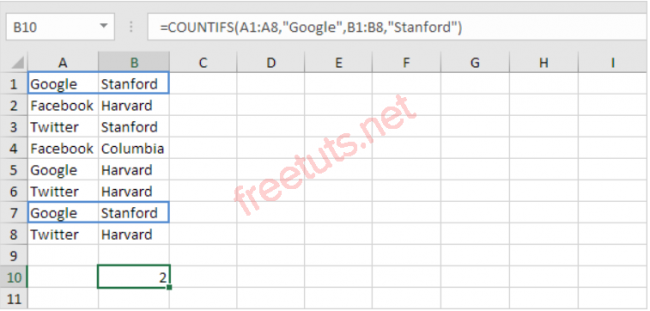 B10 =COUNTIFS(A1:A8,"Google",B1:B8,"Stanford")
A B C D E F G H I
1 Google Stanford
2 Facebook Harvard
3 Twitter Stanford
4 Facebook Columbia
5 Google Harvard
6 Twitter Harvard
7 Google Stanford
8 Twitter Harvard
9
10 2
11
freetuts.net